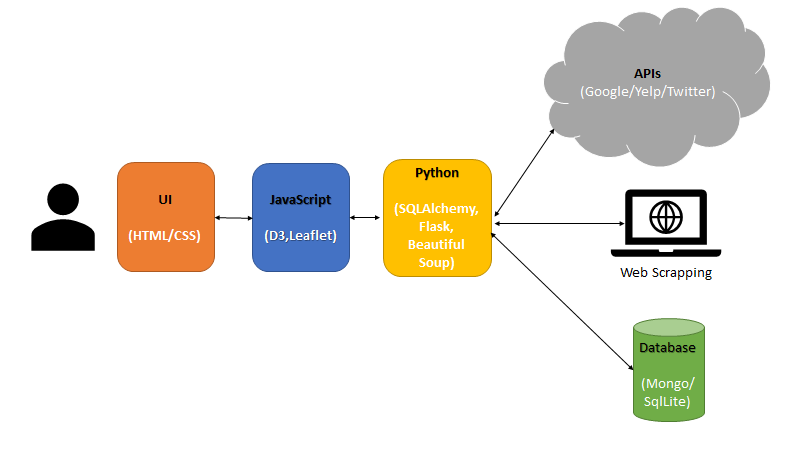 UI
(HTML/CSS)
JavaScript
(D3,Leaflet)
Python
(SQLAlchemy,
Flask,
Beautiful
Soup)
APIs
(Google/Yelp/Twitter)
Web Scrapping
Database
(Mongo/
SqlLite)